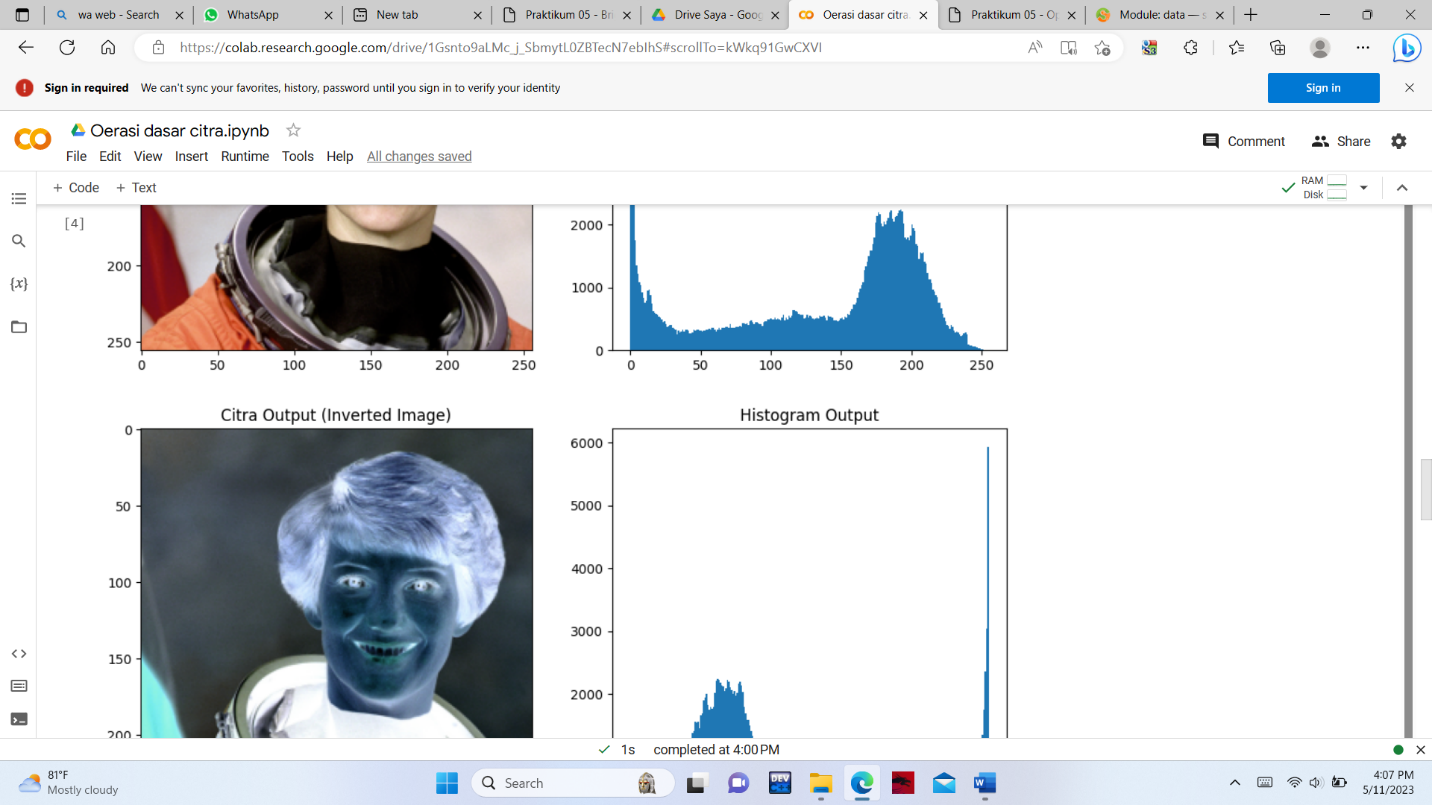 wa web - Search
WhatsApp
New tab
Praktikum 05 - Bri
Drive Saya - Goog
Oerasi dasar citra.
Praktikum 05 - Op
Module: data — s
https://colab.research.google.com/drive/1Gsnto9aLMc_j_SbmytL0ZBTecN7ebIhS#scrollTo=kWkq91GwCXVI
Sign in required We can't sync your favorites, history, password until you sign in to verify your identity
Sign in
Oerasi dasar citra.ipynb
File Edit View Insert Runtime Tools Help All changes saved
Comment
Share
+ Code + Text
RAM
Disk
[4]
{x}
200
250
0 50 100 150 200 250
2000
1000
0
0 50 100 150 200 250
Citra Output (Inverted Image)
0
50
100
150
200
Histogram Output
6000
5000
4000
3000
2000
1s completed at 4:00 PM
81°F
Mostly cloudy
Search
DEV
4:07 PM
5/11/2023